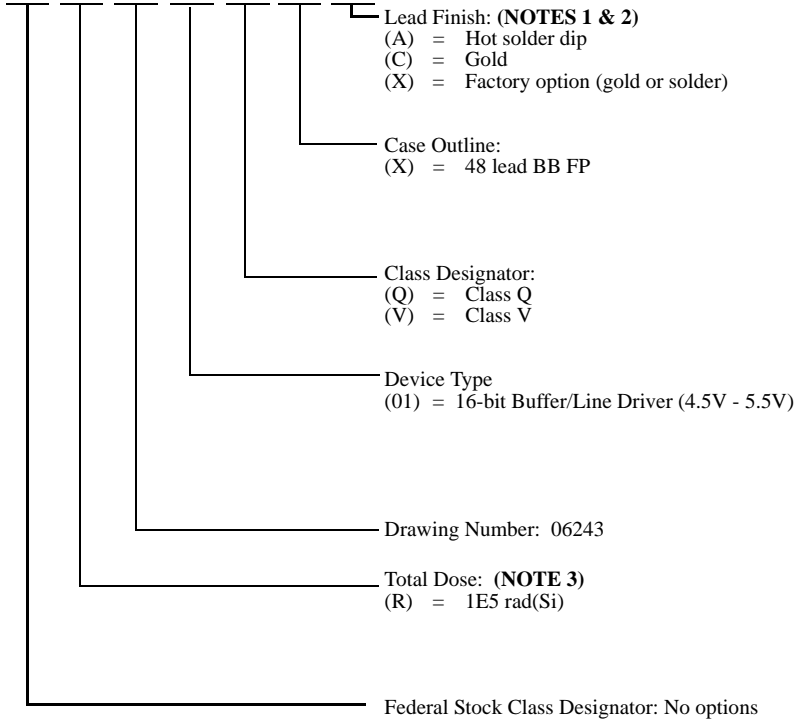 Lead Finish: (NOTES 1 & 2)
(A) = Hot solder dip
(C) = Gold
(X) = Factory option (gold or solder)
Case Outline:
(X) = 48 lead BB FP
Class Designator:
(Q) = Class Q
(V) = Class V
Device Type
(01) = 16-bit Buffer/Line Driver (4.5V - 5.5V)
Drawing Number: 06243
Total Dose: (NOTE 3)
(R) = 1E5 rad(Si)
Federal Stock Class Designator: No options